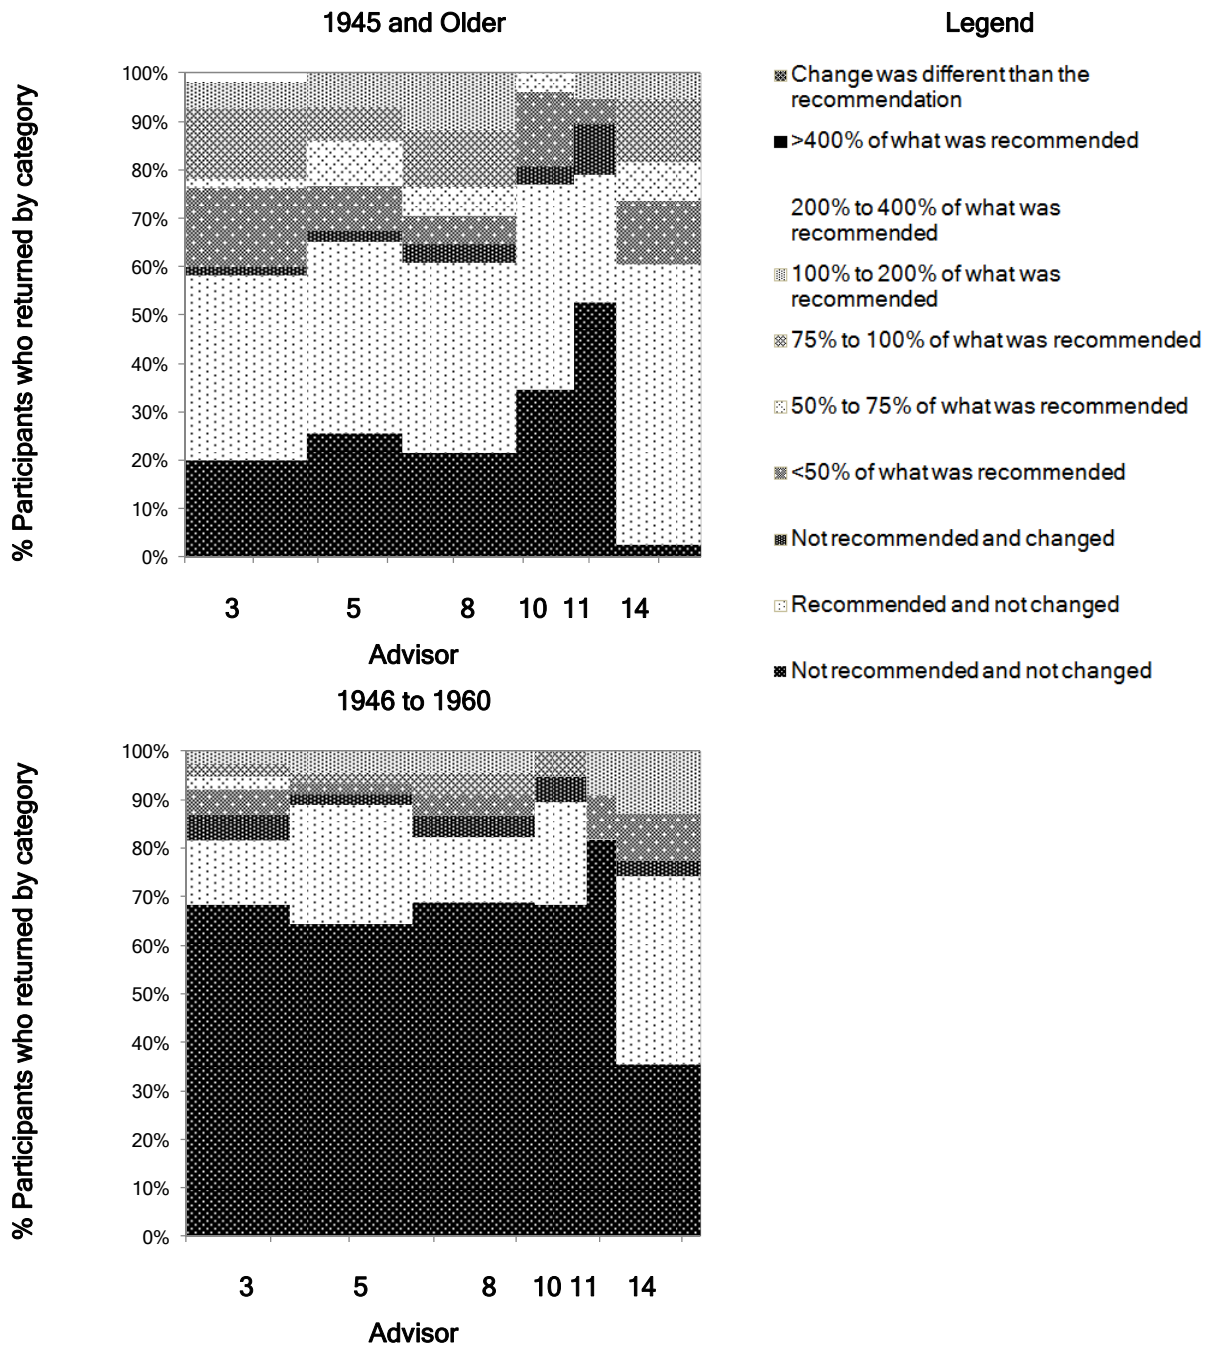 1945 and Older
% Participants who returned by category
100%
90%
80%
70%
60%
50%
40%
30%
20%
10%
0%
3 5 8 10 11 14
Advisor
Legend
Change was different than the
recommendation
>400% of what was recommended
200% to 400% of what was
recommended
100% to 200% of what was
recommended
75% to 100% of what was recommended
50% to 75% of what was recommended
<50% of what was recommended
Not recommended and changed
Recommended and not changed
Not recommended and not changed
1946 to 1960
% Participants who returned by category
100%
90%
80%
70%
60%
50%
40%
30%
20%
10%
0%
3 5 8 10 11 14
Advisor